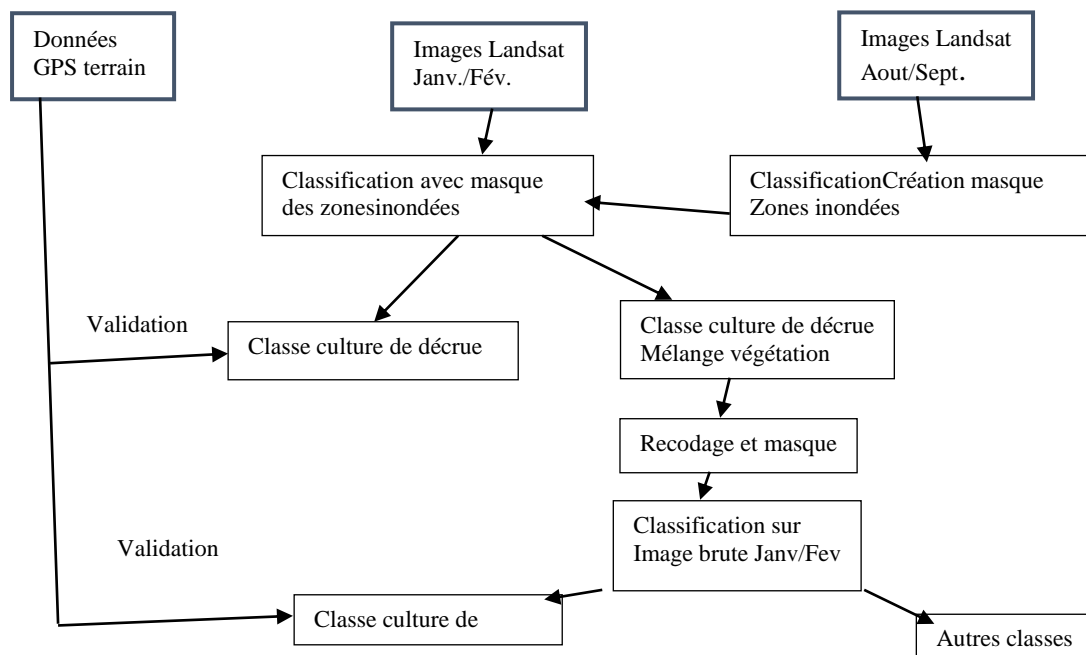 Données
GPS terrain
Images Landsat
Janv./Fév.
Images Landsat
Aout/Sept.
Classification avec masque
des zonesinondées
ClassificationCréation masque
Zones inondées
Validation
Classe culture de décrue
Classe culture de décrue
Mélange végétation
Recodage et masque
Classification sur
Image brute Janv/Fev
Validation
Classe culture de
Autres classes